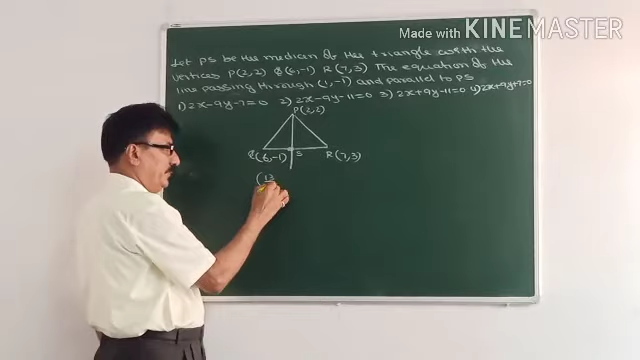 Made with KINEMASTER
Let PS be the median of the triangle with the
vertices P(2,2) Q(6,-1) R(7,3) The equation of the
line passing through (1,-1) and parallel to PS
1) 2x-9y-7=0 2) 2x-9y-11=0 3) 2x+9y-11=0 4) 2x+9y+7=0
P(2,2)
Q(6,-1) S R(7,3)
(13